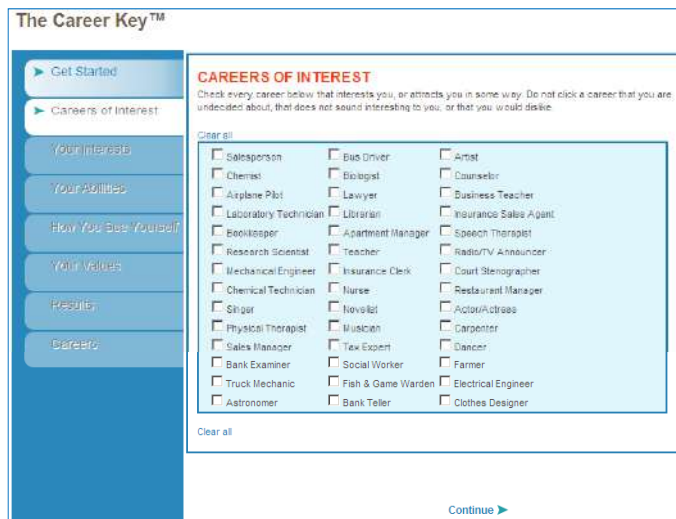 The Career Key™
Get Started
Careers of Interest
Your Interests
Your Abilities
How You See Yourself
Your Values
Results
Careers
CAREERS OF INTEREST
Check every career below that interests you, or attracts you in some way. Do not click a career that you are
undecided about, that does not sound interesting to you, or that you would dislike.
Clear all
Salesperson Bus Driver Artist
Chemist Biologist Counselor
Airplane Pilot Lawyer Business Teacher
Laboratory Technician Librarian Insurance Sales Agent
Bookkeeper Apartment Manager Speech Therapist
Research Scientist Teacher Radio/TV Announcer
Mechanical Engineer Insurance Clerk Court Stenographer
Chemical Technician Nurse Restaurant Manager
Singer Novelist Actor/Actress
Physical Therapist Musician Carpenter
Sales Manager Tax Expert Dancer
Bank Examiner Social Worker Farmer
Truck Mechanic Fish & Game Warden Electrical Engineer
Astronomer Bank Teller Clothes Designer
Clear all
Continue